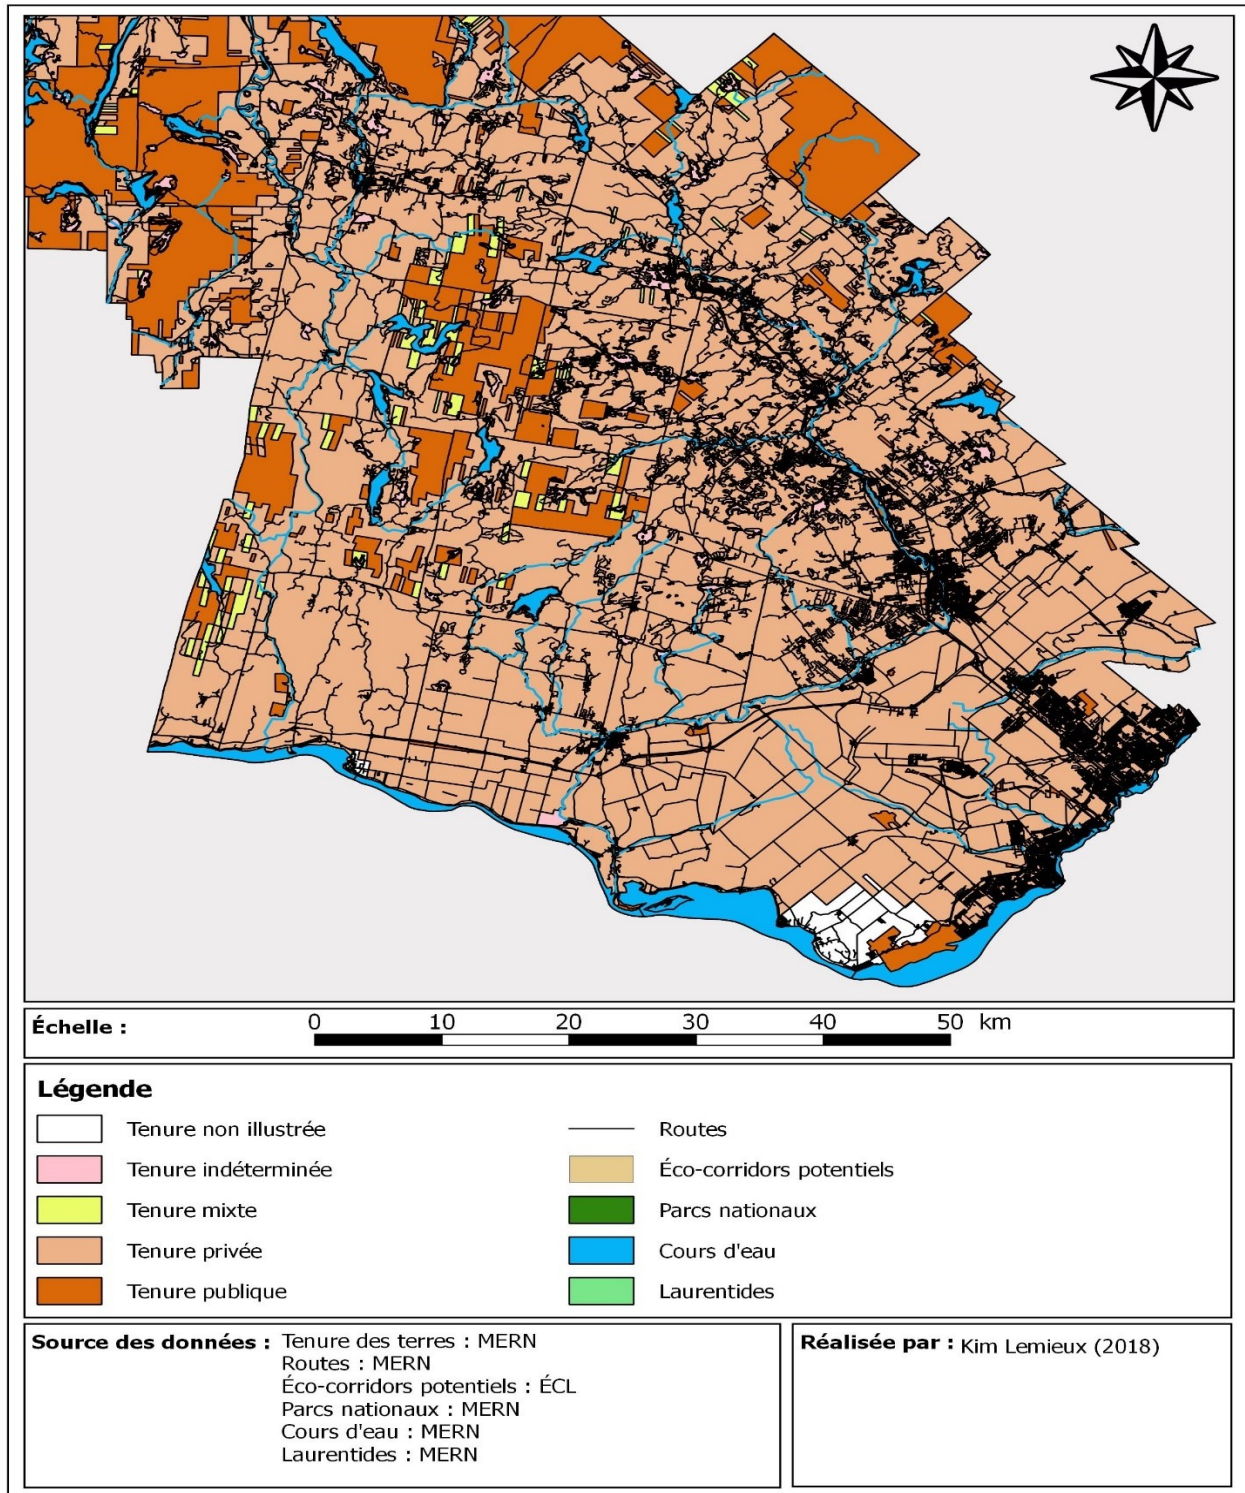 Échelle :
0 10 20 30 40 50 km
Légende
Tenure non illustrée
Tenure indéterminée
Tenure mixte
Tenure privée
Tenure publique
Routes
Éco-corridors potentiels
Parcs nationaux
Cours d'eau
Laurentides
Source des données : Tenure des terres : MERN
Routes : MERN
Éco-corridors potentiels : ÉCL
Parcs nationaux : MERN
Cours d'eau : MERN
Laurentides : MERN
Réalisée par : Kim Lemieux (2018)